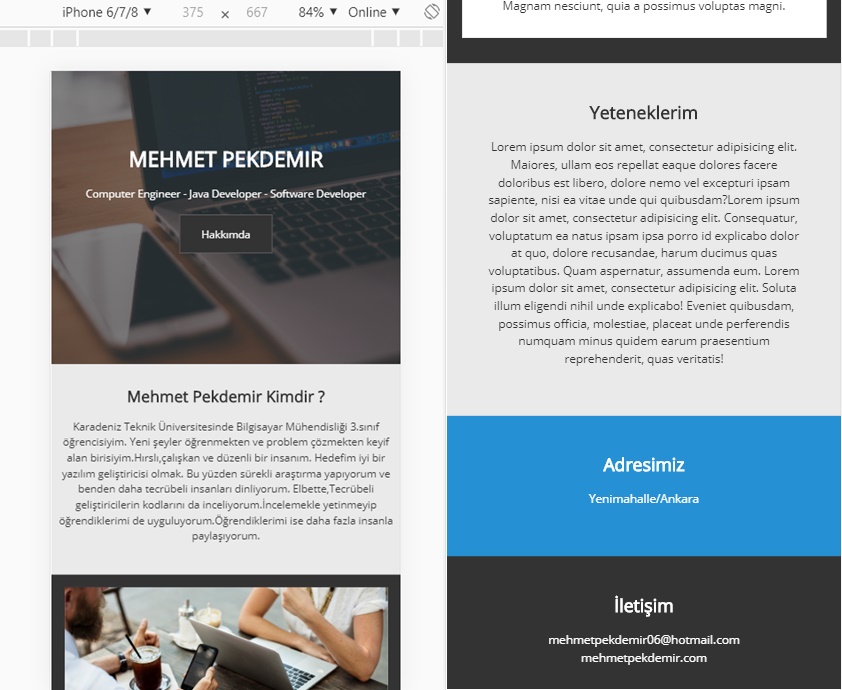 iPhone 6/7/8 ▼ 375 x 667 84% ▼ Online ▼
MEHMET PEKDEMIR
Computer Engineer - Java Developer - Software Developer
Hakkımda
Mehmet Pekdemir Kimdir ?
Karadeniz Teknik Üniversitesinde Bilgisayar Mühendisliği 3.sınıf
öğrencisiyim. Yeni şeyler öğrenmekten ve problem çözmekten keyif
alan birisiyim.Hırslı,çalışkan ve düzenli bir insanım. Hedefim iyi bir
yazılım geliştiricisi olmak. Bu yüzden sürekli araştırma yapıyorum ve
benden daha tecrübeli insanları dinliyorum. Elbette,Tecrübeli
geliştiricilerin kodlarını da inceliyorum.İncelemekle yetinmeyip
öğrendiklerimi de uyguluyorum.Öğrendiklerimi ise daha fazla insanla
paylaşıyorum.
Magnam nesciunt, quia a possimus voluptas magni.
Yeteneklerim
Lorem ipsum dolor sit amet, consectetur adipisicing elit.
Maiores, ullam eos repellat eaque dolores facere
doloribus est libero, dolore nemo vel excepturi ipsam
sapiente, nisi ea vitae unde qui quibusdam?Lorem ipsum
dolor sit amet, consectetur adipisicing elit. Consequatur,
voluptatum ea natus ipsam ipsa porro id explicabo dolor
at quo, dolore recusandae, harum ducimus quas
voluptatibus. Quam aspernatur, assumenda eum. Lorem
ipsum dolor sit amet, consectetur adipisicing elit. Soluta
illum eligendi nihil unde explicabo! Eveniet quibusdam,
possimus officia, molestiae, placeat unde perferendis
numquam minus quidem earum praesentium
reprehenderit, quas veritatis!
Adresimiz
Yenimahalle/Ankara
İletişim
mehmetpekdemir06@hotmail.com
mehmetpekdemir.com